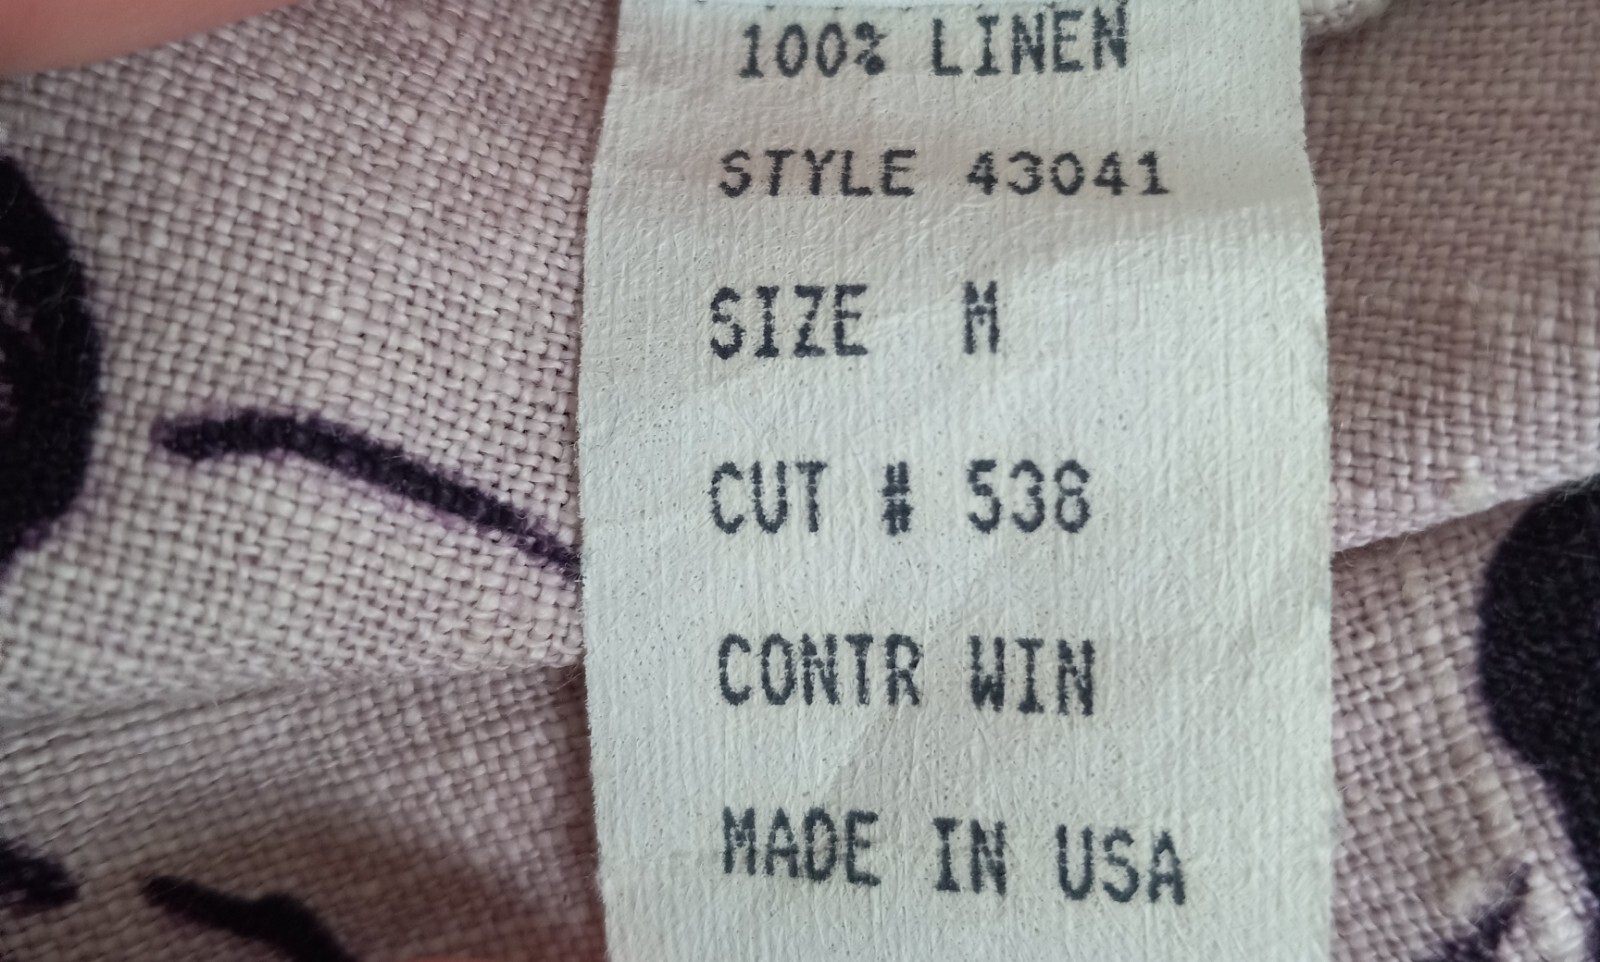 100% LINEN
STYLE 43041
SIZE M
CUT # 538
CONTR WIN
MADE IN USA